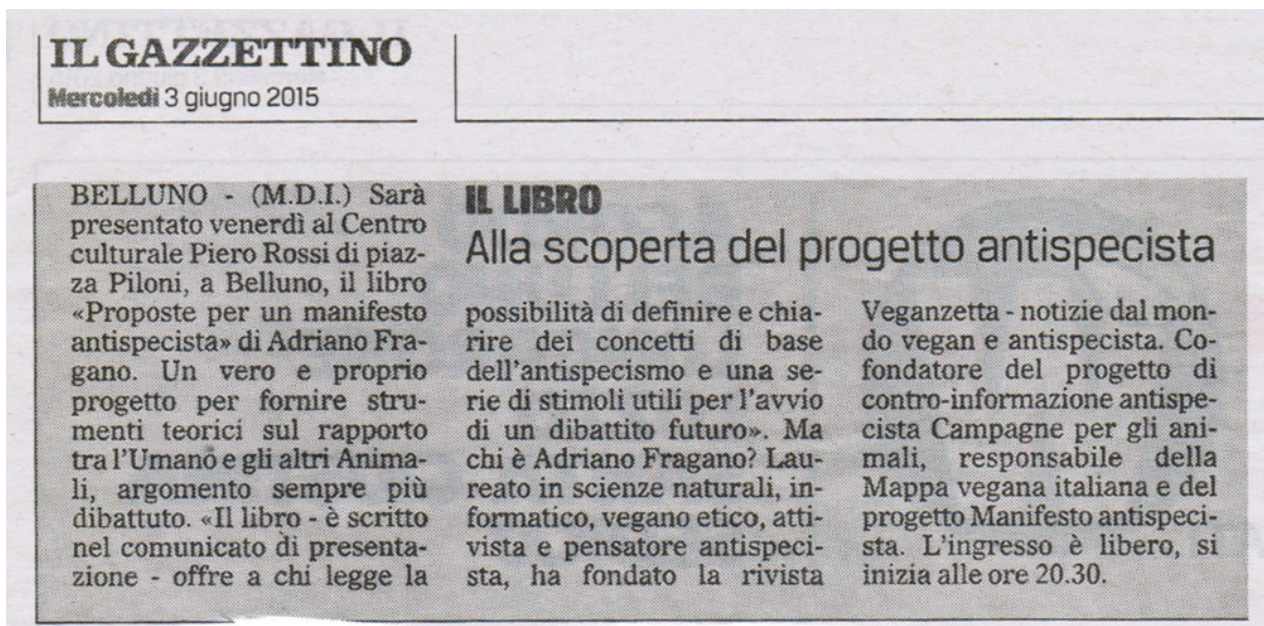 IL GAZZETTINO
Mercoledì 3 giugno 2015
IL LIBRO
Alla scoperta del progetto antispecista
BELLUNO - (M.D.I.) Sarà
presentato venerdì al Centro
culturale Piero Rossi di piaz-
za Piloni, a Belluno, il libro
«Proposte per un manifesto
antispecista» di Adriano Fra-
gano. Un vero e proprio
progetto per fornire stru-
menti teorici sul rapporto
tra l'Umano e gli altri Anima-
li, argomento sempre più
dibattuto. «Il libro - è scritto
nel comunicato di presenta-
zione - offre a chi legge la
possibilità di definire e chia-
rire dei concetti di base
dell'antispecismo e una se-
rie di stimoli utili per l'avvio
di un dibattito futuro». Ma
chi è Adriano Fragano? Lau-
reato in scienze naturali, in-
formatico, vegano etico, atti-
vista e pensatore antispeci-
sta, ha fondato la rivista
Veganzetta - notizie dal mon-
do vegan e antispecista. Co-
fondatore del progetto di
contro-informazione antispe-
cista Campagne per gli ani-
mali, responsabile della
Mappa vegana italiana e del
progetto Manifesto antispeci-
sta. L'ingresso è libero, si
inizia alle ore 20.30.